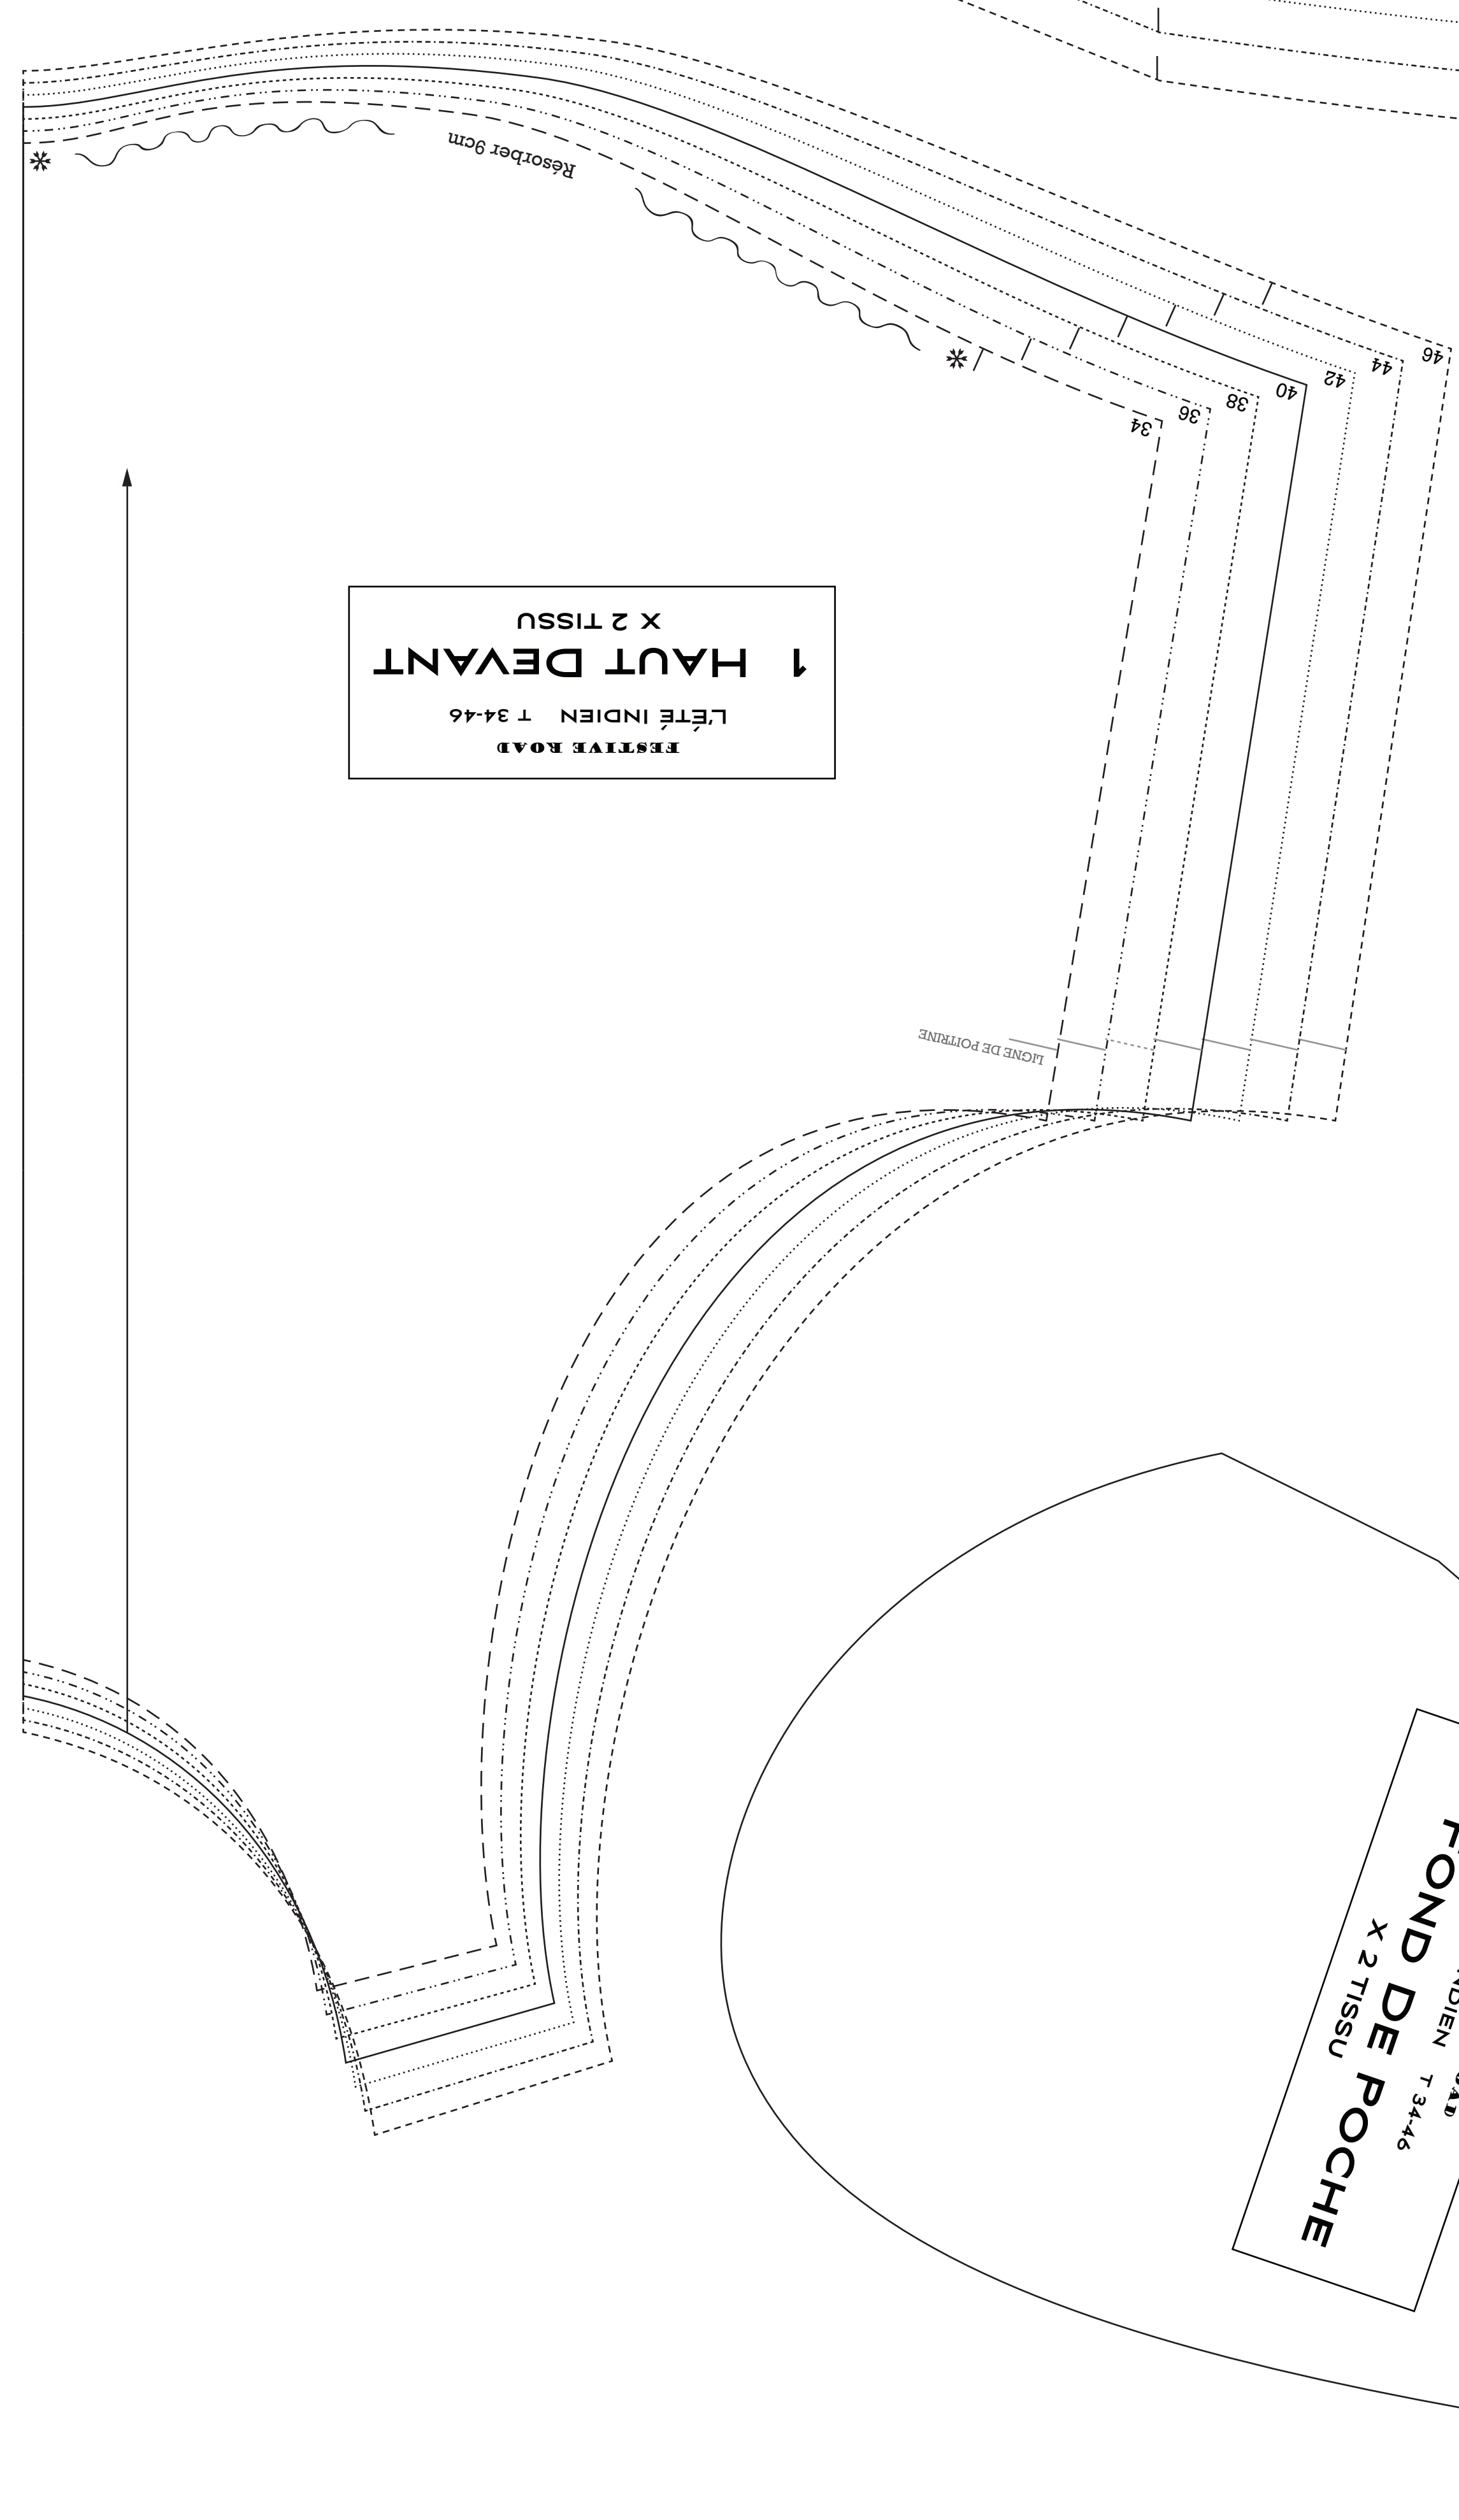 FESTIVE ROAD
L'ÉTÉ INDIEN T 34-46
1 HAUT DEVANT
X 2 TISSU
Résorber 9cm
34
36
38
40
42
44
46
LIGNE DE POITRINE
T 34-46
FOND DE POCHE
X 2 TISSU